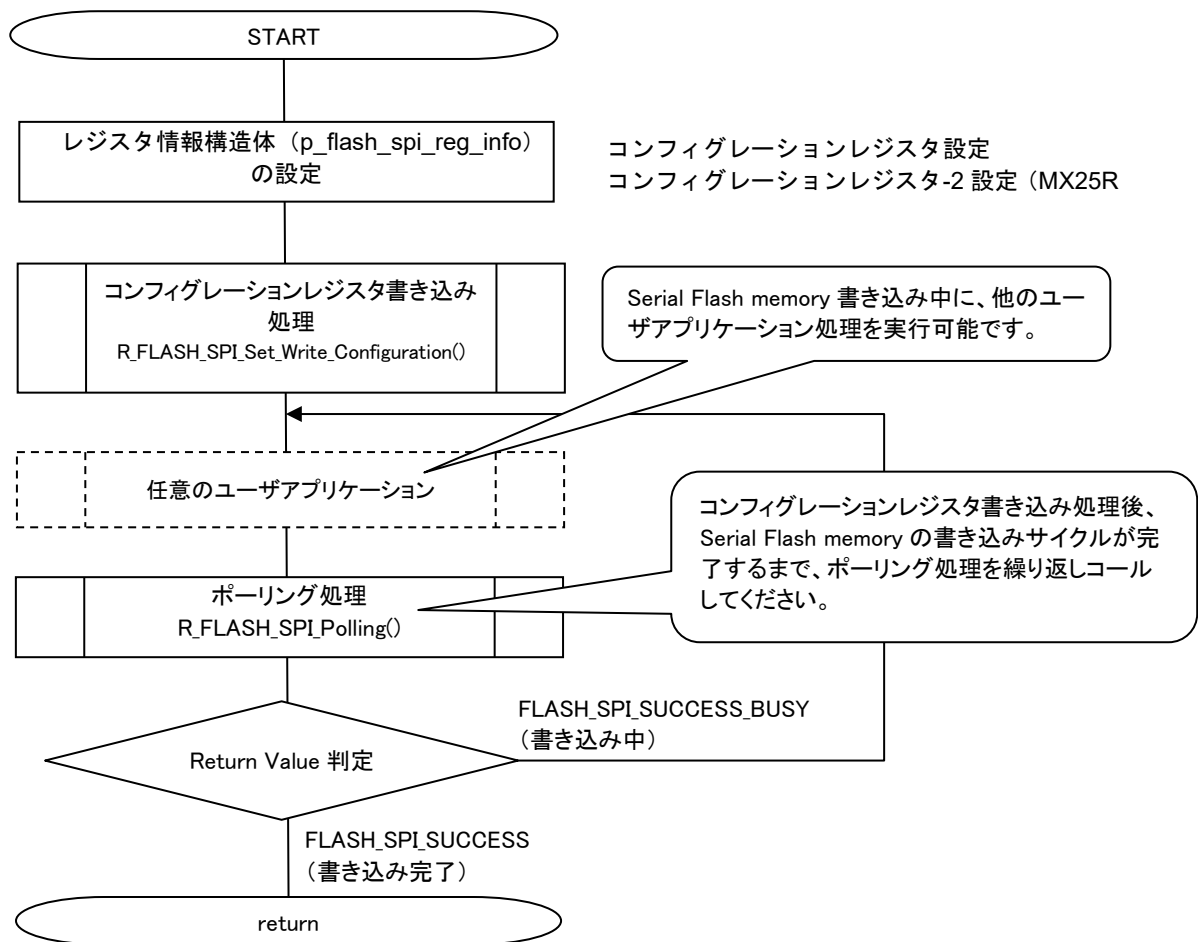 START
レジスタ情報構造体（p_flash_spi_reg_info）
の設定
コンフィグレーションレジスタ設定
コンフィグレーションレジスタ-2 設定（MX25R
コンフィグレーションレジスタ書き込み
処理
R_FLASH_SPI_Set_Write_Configuration()
Serial Flash memory 書き込み中に、他のユー
ザアプリケーション処理を実行可能です。
任意のユーザアプリケーション
コンフィグレーションレジスタ書き込み処理後、
Serial Flash memory の書き込みサイクルが完
了するまで、ポーリング処理を繰り返しコール
してください。
ポーリング処理
R_FLASH_SPI_Polling()
FLASH_SPI_SUCCESS_BUSY
（書き込み中）
Return Value 判定
FLASH_SPI_SUCCESS
（書き込み完了）
return